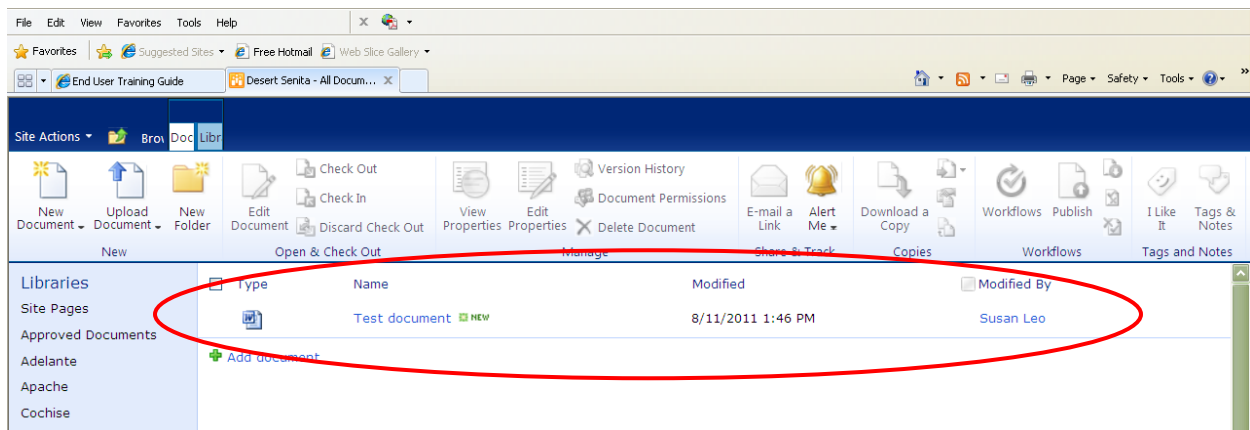 File Edit View Favorites Tools Help
Favorites Suggested Sites Free Hotmail Web Slice Gallery
End User Training Guide Desert Senita - All Docum... Page Safety Tools »
Site Actions Brow Doc Libr
New Document Upload Document New Folder Edit Document Check Out Check In Discard Check Out View Properties Edit Properties Version History Document Permissions Delete Document E-mail a Link Alert Me Download a Copy Workflows Publish I Like It Tags & Notes
New Open & Check Out Manage Share & Track Copies Workflows Tags and Notes
Libraries Type Name Modified Modified By
Site Pages Test document NEW 8/11/2011 1:46 PM Susan Leo
Approved Documents
Adelante Add document
Apache
Cochise